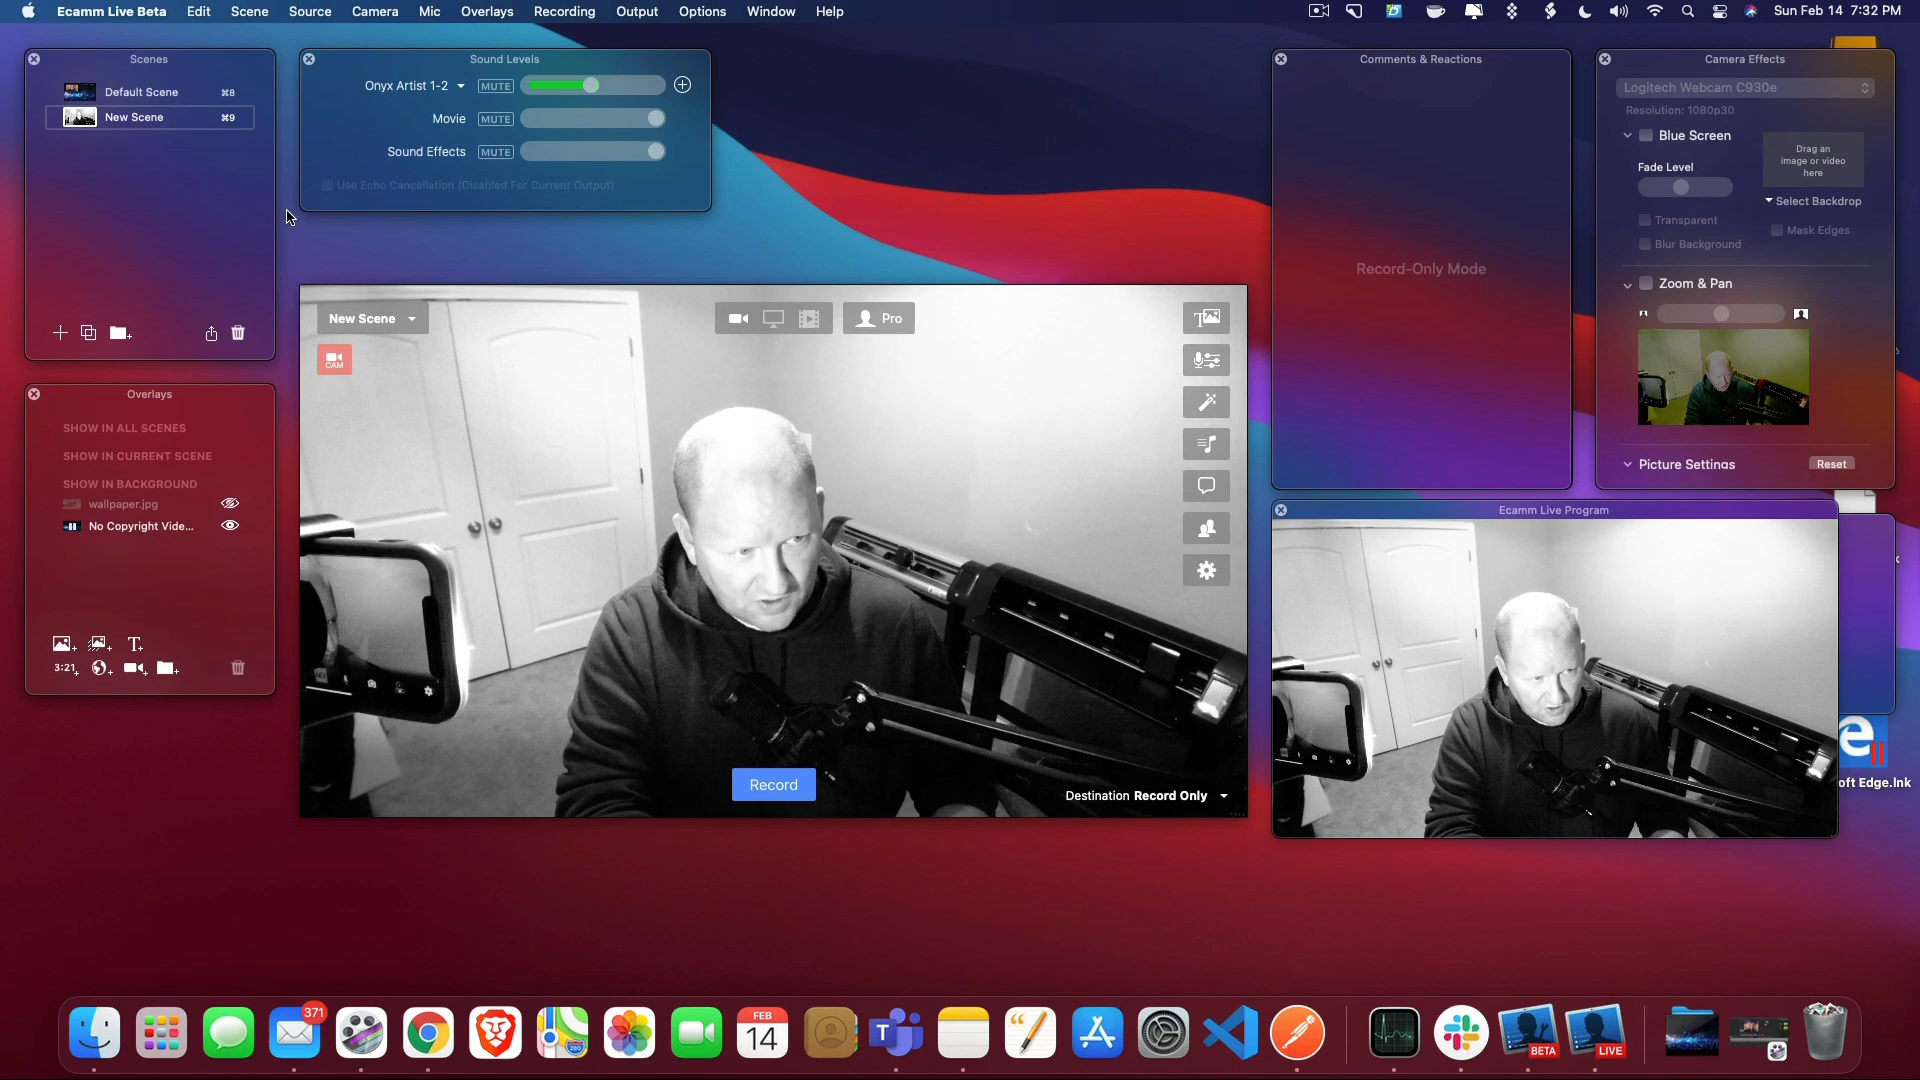 Ecamm Live Beta Edit Scene Source Camera Mic Overlays Recording Output Options Window Help
Sun Feb 14 7:32 PM
Scenes
Default Scene ⌘8
New Scene ⌘9
Sound Levels
Onyx Artist 1-2 MUTE
Movie MUTE
Sound Effects MUTE
Use Echo Cancellation (Disabled For Current Output)
Comments & Reactions
Record-Only Mode
Camera Effects
Logitech Webcam C930e
Resolution: 1080p30
Blue Screen
Drag an
image or video
here
Fade Level
Select Backdrop
Transparent
Mask Edges
Blur Background
Zoom & Pan
Picture Settings Reset
Overlays
SHOW IN ALL SCENES
SHOW IN CURRENT SCENE
SHOW IN BACKGROUND
wallpaper.jpg
No Copyright Vide...
T+
3:21+
New Scene
Pro
CAM
T
Record
Destination Record Only
Ecamm Live Program
oft Edge.lnk
371
FEB
14
280
T
BETA
LIVE